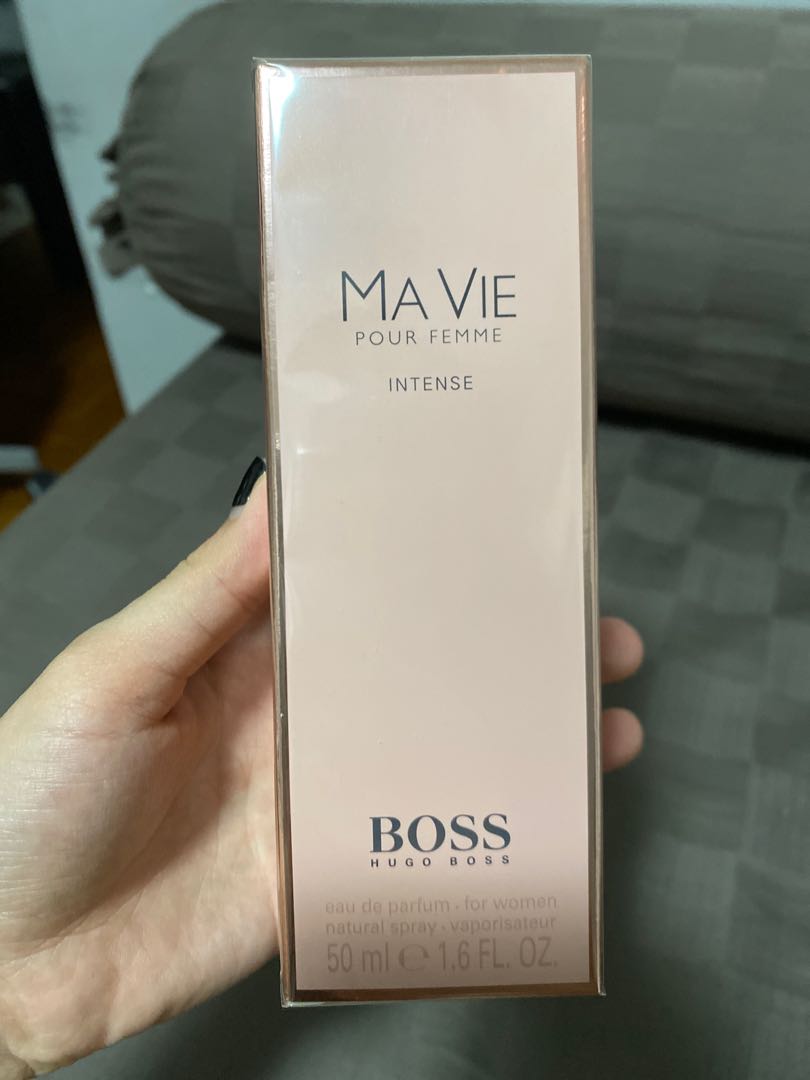 MA VIE
POUR FEMME
INTENSE
BOSS
HUGO BOSS
eau de parfum • for women
natural spray • vaporisateur
50 ml ℮ 1.6 FL. OZ.